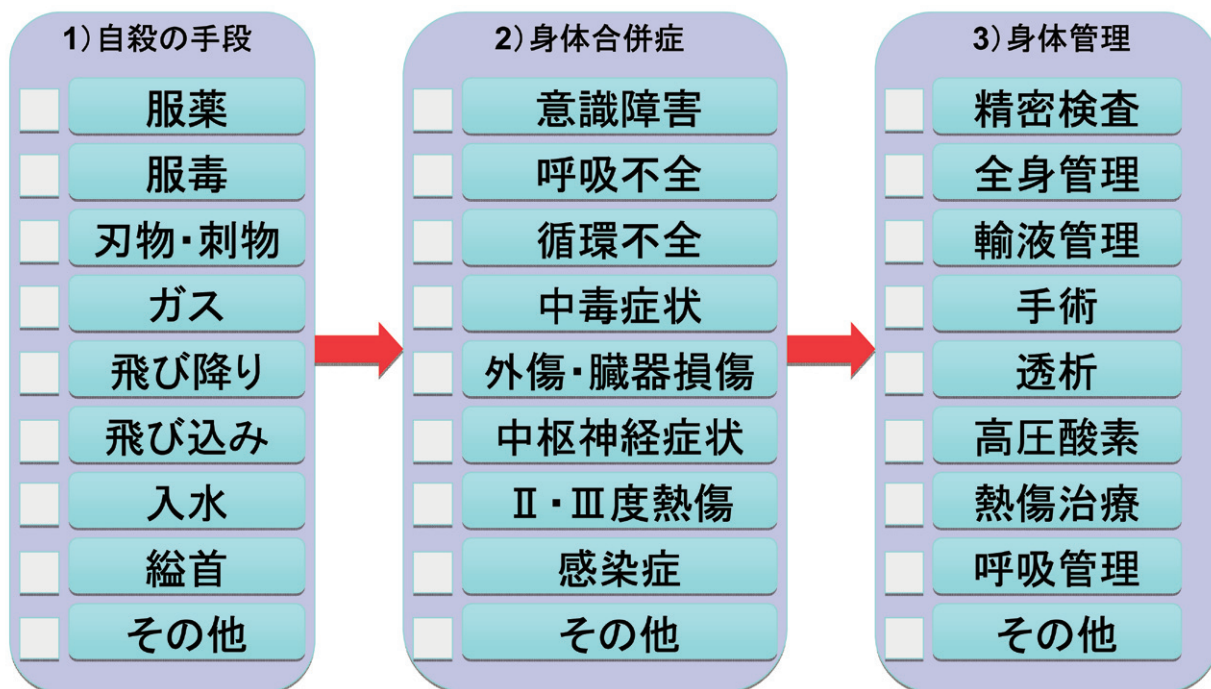 1)自殺の手段
服薬
服毒
刃物・刺物
ガス
飛び降り
飛び込み
入水
縊首
その他
2)身体合併症
意識障害
呼吸不全
循環不全
中毒症状
外傷・臓器損傷
中枢神経症状
Ⅱ・Ⅲ度熱傷
感染症
その他
3)身体管理
精密検査
全身管理
輸液管理
手術
透析
高圧酸素
熱傷治療
呼吸管理
その他